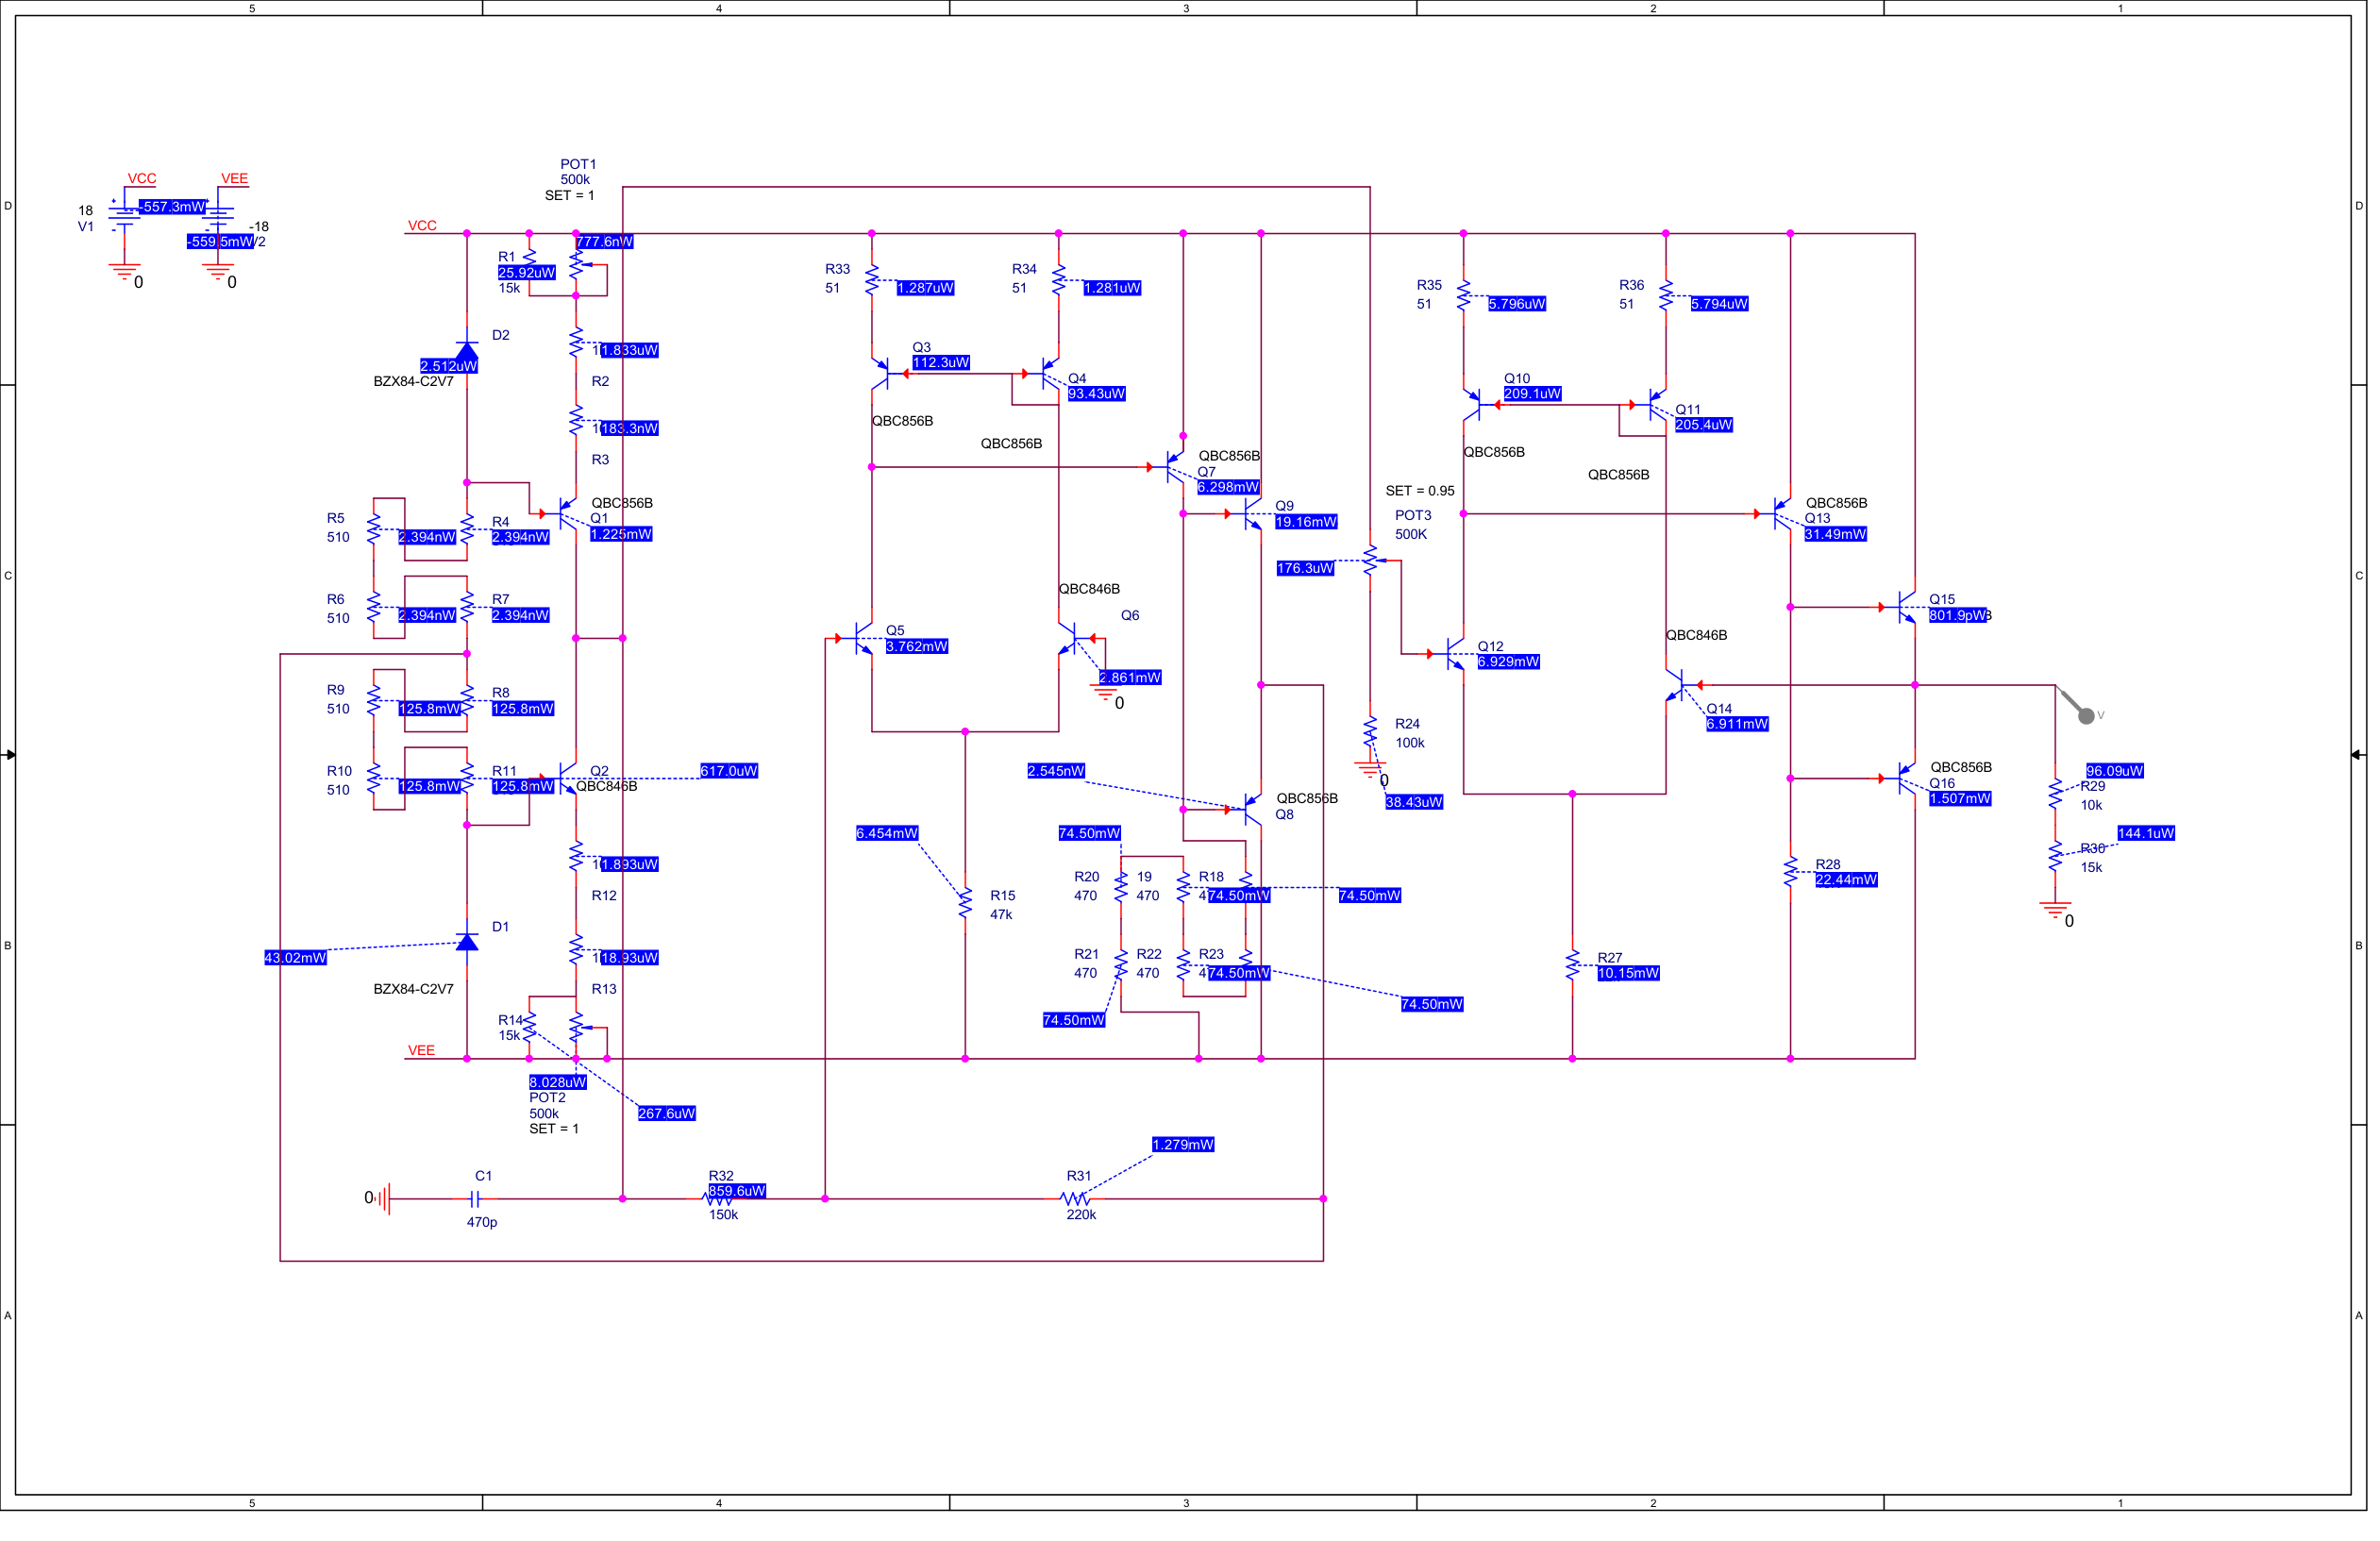 5
4
3
2
1
D
D
C
C
B
B
A
A
POT1
500k
SET = 1
VCC
VEE
18
V1
-557.3mW
-18
-559.5mW
V2
0
0
VCC
777.6nW
R1
25.92uW
15k
R33
51
1.287uW
R34
51
1.281uW
R35
51
5.796uW
R36
51
5.794uW
D2
2.512uW
BZX84-C2V7
1.833uW
R2
183.3nW
R3
Q3
112.3uW
Q4
93.43uW
QBC856B
QBC856B
Q10
209.1uW
Q11
205.4uW
QBC856B
QBC856B
QBC856B
Q7
6.298mW
QBC856B
Q1
1.225mW
R5
510
2.394nW
R4
2.394nW
R6
510
2.394nW
R7
2.394nW
Q9
19.16mW
SET = 0.95
POT3
500K
176.3uW
QBC856B
Q13
31.49mW
QBC846B
Q6
Q5
3.762mW
2.861mW
0
QBC846B
Q12
6.929mW
Q15
801.9pW
Q14
6.911mW
V
R9
510
125.8mW
R8
125.8mW
R10
510
125.8mW
R11
125.8mW
Q2
QBC846B
617.0uW
R24
100k
0
38.43uW
2.545nW
QBC856B
Q8
QBC856B
Q16
1.507mW
96.09uW
R29
10k
144.1uW
R30
15k
0
1.893uW
R12
6.454mW
R15
47k
74.50mW
R20
470
19
470
R18
74.50mW
74.50mW
R28
22.44mW
D1
43.02mW
BZX84-C2V7
18.93uW
R13
R21
470
R22
470
R23
74.50mW
74.50mW
74.50mW
R27
10.15mW
R14
15k
VEE
8.028uW
POT2
500k
SET = 1
267.6uW
0
C1
470p
R32
859.6uW
150k
R31
220k
1.279mW
5
4
3
2
1